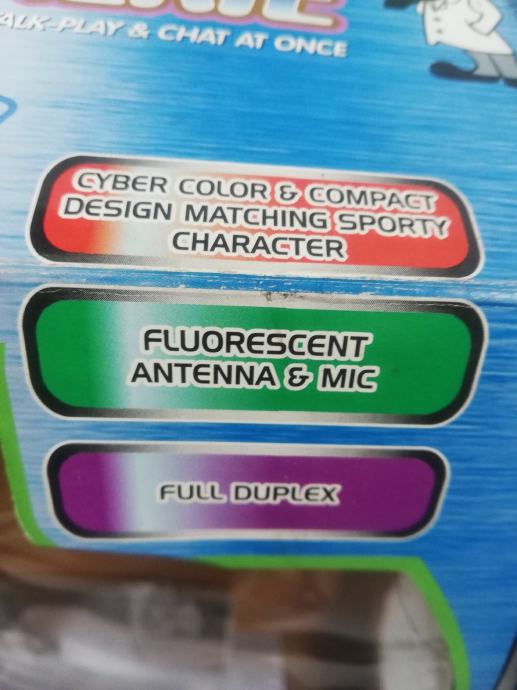 ALK-PLAY & CHAT AT ONCE
CYBER COLOR & COMPACT
DESIGN MATCHING SPORTY
CHARACTER
FLUORESCENT
ANTENNA & MIC
FULL DUPLEX